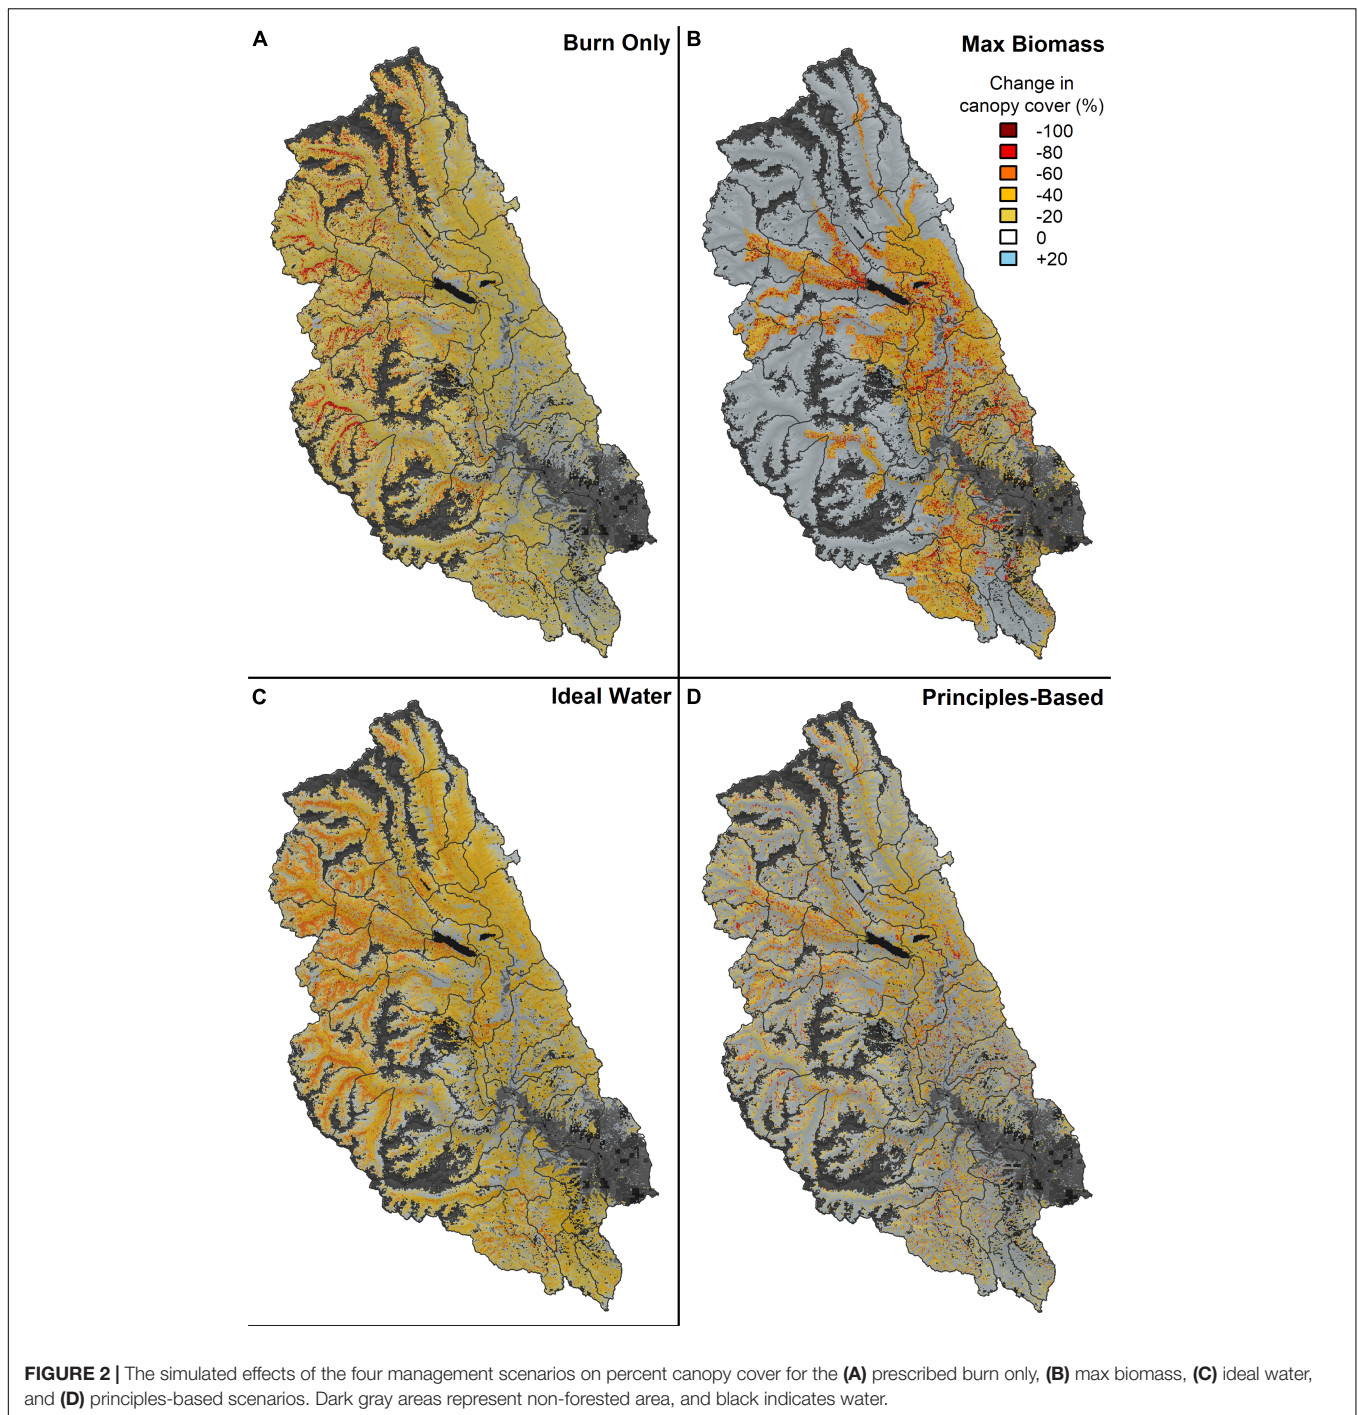 A
Burn Only
B
Max Biomass
Change in
canopy cover (%)
-100
-80
-60
-40
-20
0
+20
C
Ideal Water
D
Principles-Based
FIGURE 2 | The simulated effects of the four management scenarios on percent canopy cover for the (A) prescribed burn only, (B) max biomass, (C) ideal water,
and (D) principles-based scenarios. Dark gray areas represent non-forested area, and black indicates water.